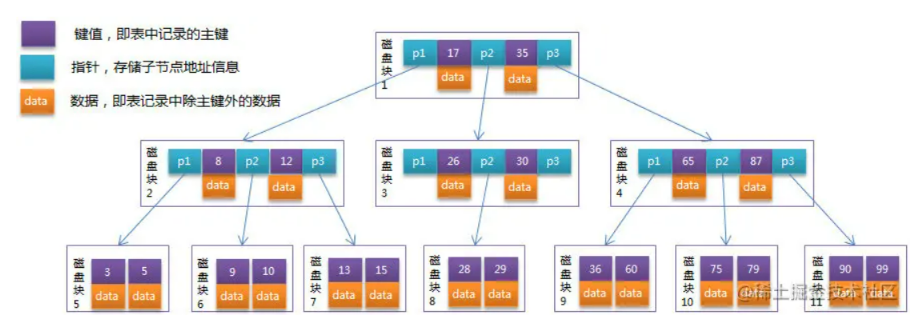 键值，即表中记录的主键
指针，存储子节点地址信息
data 数据，即表记录中除主键外的数据
磁盘块1 p1 17 p2 35 p3
data data
磁盘块2 p1 8 p2 12 p3
data data
磁盘块3 p1 26 p2 30 p3
data data
磁盘块4 p1 65 p2 87 p3
data data
磁盘块5 3 5
data data
磁盘块6 9 10
data data
磁盘块7 13 15
data data
磁盘块8 28 29
data data
磁盘块9 36 60
data data
磁盘块10 75 79
data data
磁盘块11 90 99
data data
@稀土掘金技术社区